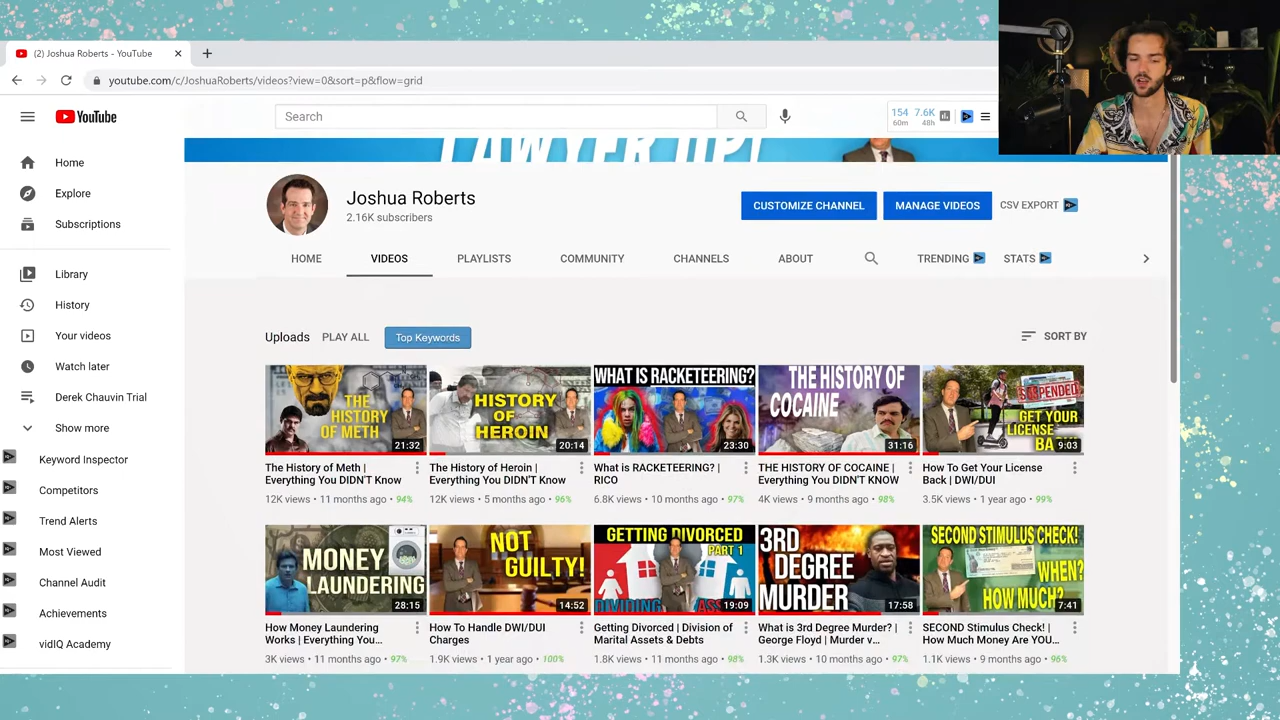 (2) Joshua Roberts - YouTube
youtube.com/c/JoshuaRoberts/videos?view=0&sort=p&flow=grid
YouTube
Search
154 7.6K
60m 48h
LAWYER UP!
Home
Explore
Subscriptions
Library
History
Your videos
Watch later
Derek Chauvin Trial
Show more
Keyword Inspector
Competitors
Trend Alerts
Most Viewed
Channel Audit
Achievements
vidIQ Academy
Joshua Roberts
2.16K subscribers
CUSTOMIZE CHANNEL
MANAGE VIDEOS
CSV EXPORT
HOME
VIDEOS
PLAYLISTS
COMMUNITY
CHANNELS
ABOUT
TRENDING
STATS
Uploads
PLAY ALL
Top Keywords
SORT BY
THE
HISTORY
OF METH
21:32
The History of Meth |
Everything You DIDN'T Know
12K views • 11 months ago • 94%
HISTORY
OF
HEROIN
20:14
The History of Heroin |
Everything You DIDN'T Know
12K views • 5 months ago • 96%
WHAT IS RACKETEERING?
23:30
What is RACKETEERING? |
RICO
6.8K views • 10 months ago • 97%
THE HISTORY OF
COCAINE
31:16
THE HISTORY OF COCAINE |
Everything You DIDN'T KNOW
4K views • 9 months ago • 98%
SUSPENDED
GET YOUR
LICENSE
BACK
9:03
How To Get Your License
Back | DWI/DUI
3.5K views • 1 year ago • 99%
MONEY
LAUNDERING
28:15
How Money Laundering
Works | Everything You...
3K views • 11 months ago • 97%
NOT
GUILTY!
14:52
How To Handle DWI/DUI
Charges
1.9K views • 1 year ago • 100%
GETTING DIVORCED
PART 1
DIVIDING ASS
19:09
Getting Divorced | Division of
Marital Assets & Debts
1.8K views • 11 months ago • 98%
3RD
DEGREE
MURDER
17:58
What is 3rd Degree Murder? |
George Floyd | Murder v...
1.3K views • 10 months ago • 97%
SECOND STIMULUS CHECK!
WHEN?
HOW MUCH?
7:41
SECOND Stimulus Check! |
How Much Money Are YOU...
1.1K views • 9 months ago • 96%